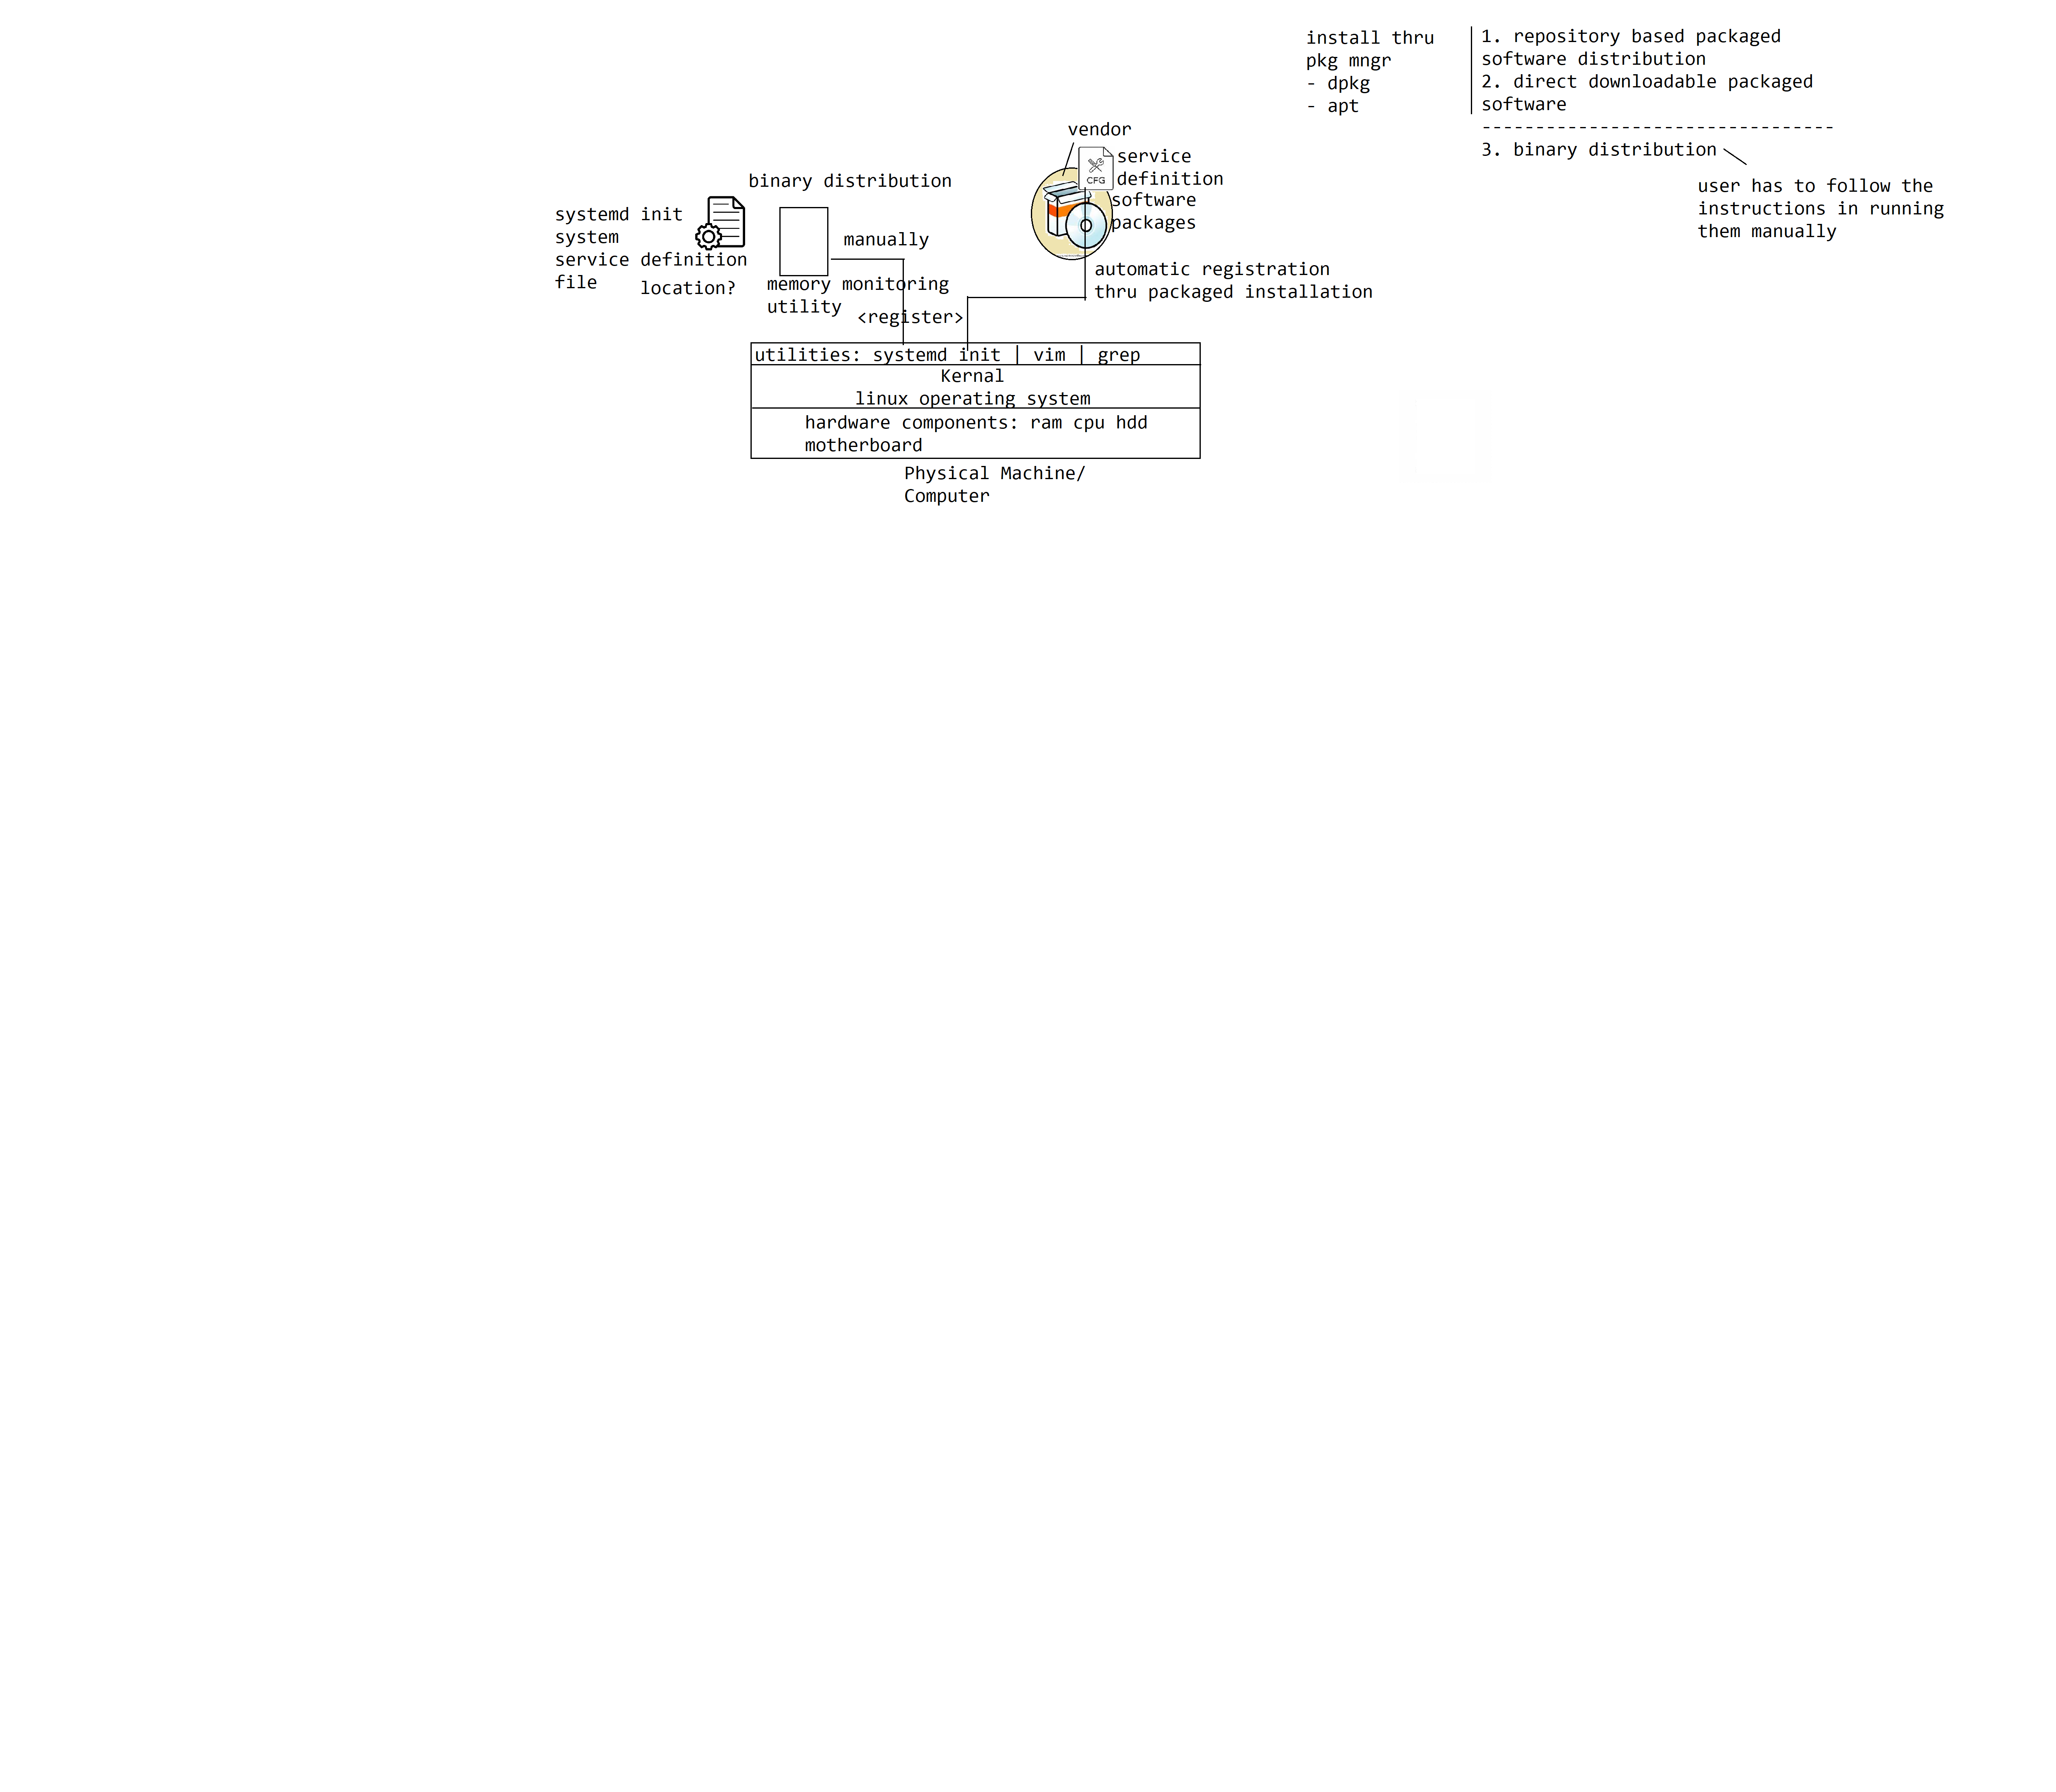 install thru
pkg mngr
- dpkg
- apt
1. repository based packaged
software distribution
2. direct downloadable packaged
software
---------------------------------
3. binary distribution
user has to follow the
instructions in running
them manually
vendor
service
definition
software
packages
CFG
automatic registration
thru packaged installation
binary distribution
systemd init
system
service definition
file
location?
manually
memory monitoring
utility
<register>
utilities: systemd init | vim | grep
Kernal
linux operating system
hardware components: ram cpu hdd
motherboard
Physical Machine/
Computer